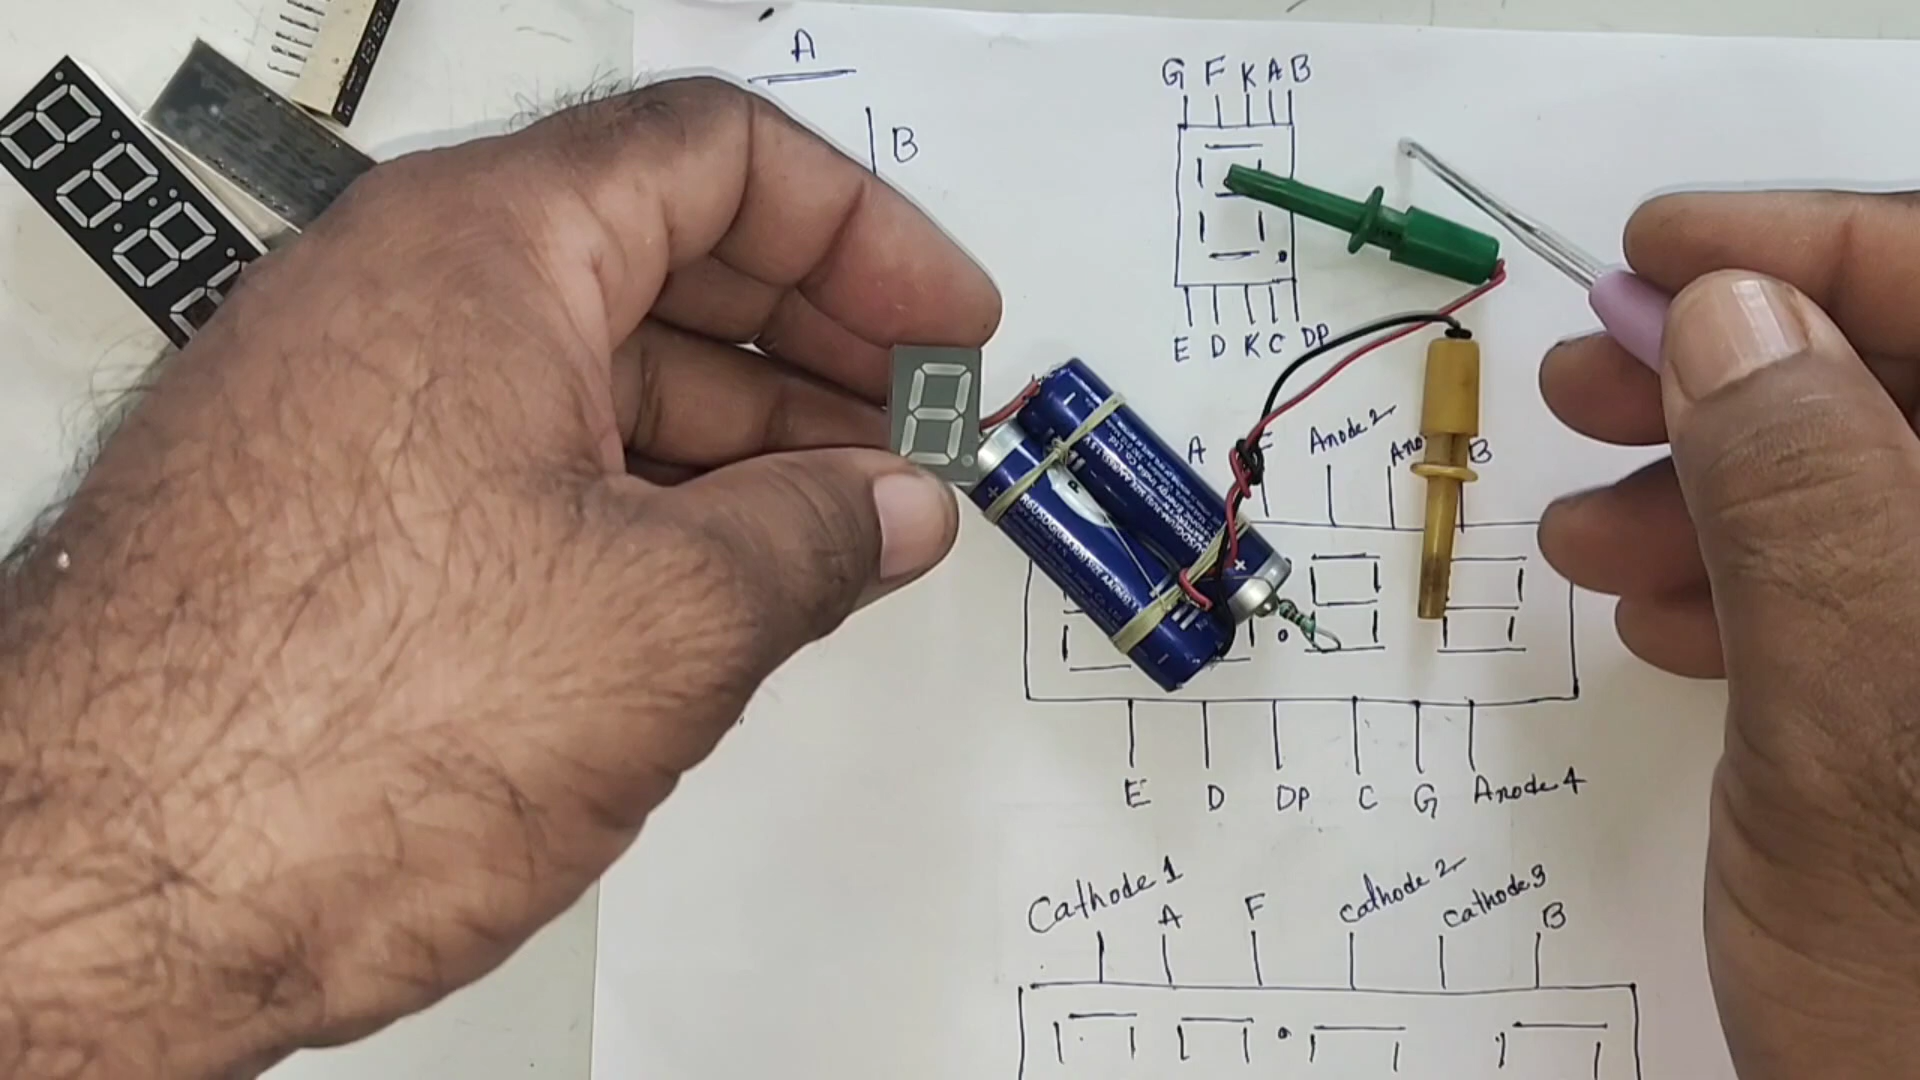 A
B
G F K A B
E D K C DP
A F Anode 2 B
E D DP C G Anode 4
Cathode 1 A F Cathode 2 Cathode 3 B